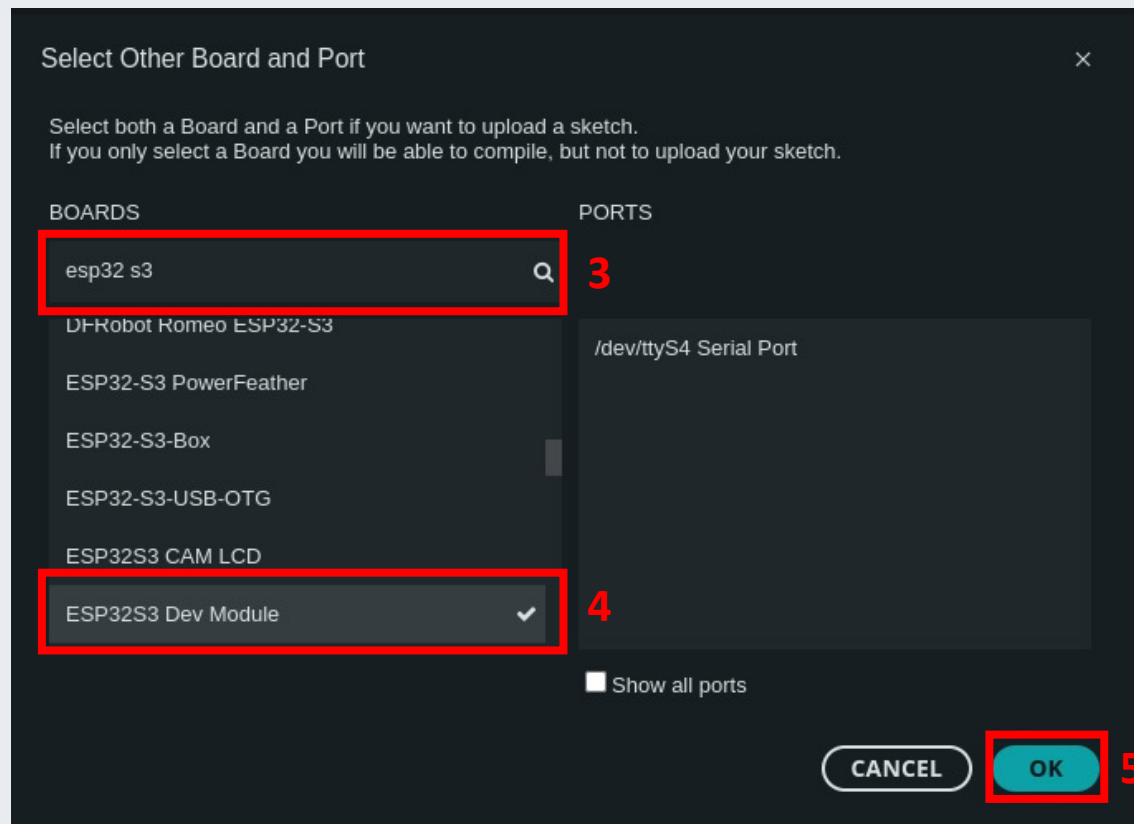 Select Other Board and Port
Select both a Board and a Port if you want to upload a sketch.
If you only select a Board you will be able to compile, but not to upload your sketch.
BOARDS
PORTS
esp32 s3
3
DFRobot Romeo ESP32-S3
/dev/ttyS4 Serial Port
ESP32-S3 PowerFeather
ESP32-S3-Box
ESP32-S3-USB-OTG
ESP32S3 CAM LCD
ESP32S3 Dev Module
4
Show all ports
CANCEL
OK
5